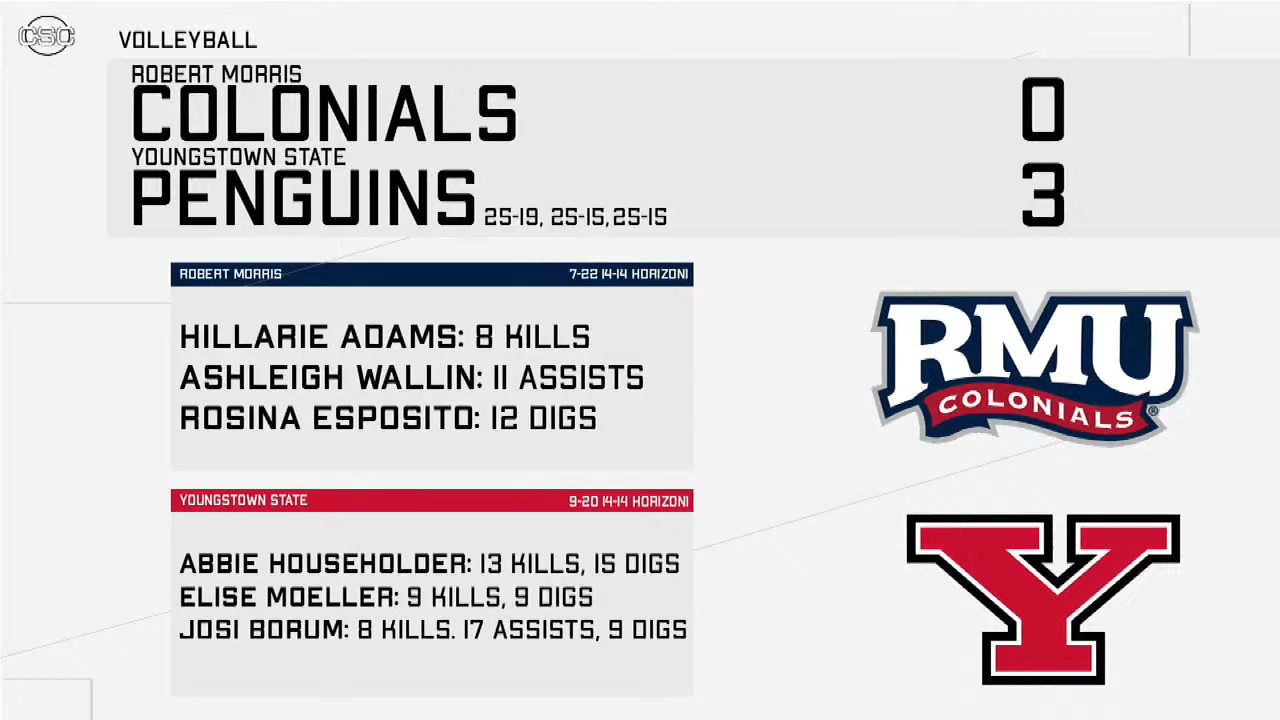 CSC
VOLLEYBALL
ROBERT MORRIS
COLONIALS 0
YOUNGSTOWN STATE
PENGUINS 25-19, 25-15, 25-15 3
ROBERT MORRIS 7-22 14-14 HORIZON)
HILLARIE ADAMS: 8 KILLS
ASHLEIGH WALLIN: 11 ASSISTS
ROSINA ESPOSITO: 12 DIGS
RMU
COLONIALS®
YOUNGSTOWN STATE 9-20 14-14 HORIZON)
ABBIE HOUSEHOLDER: 13 KILLS, 15 DIGS
ELISE MOELLER: 9 KILLS, 9 DIGS
JOSI BORUM: 8 KILLS. 17 ASSISTS, 9 DIGS
Y